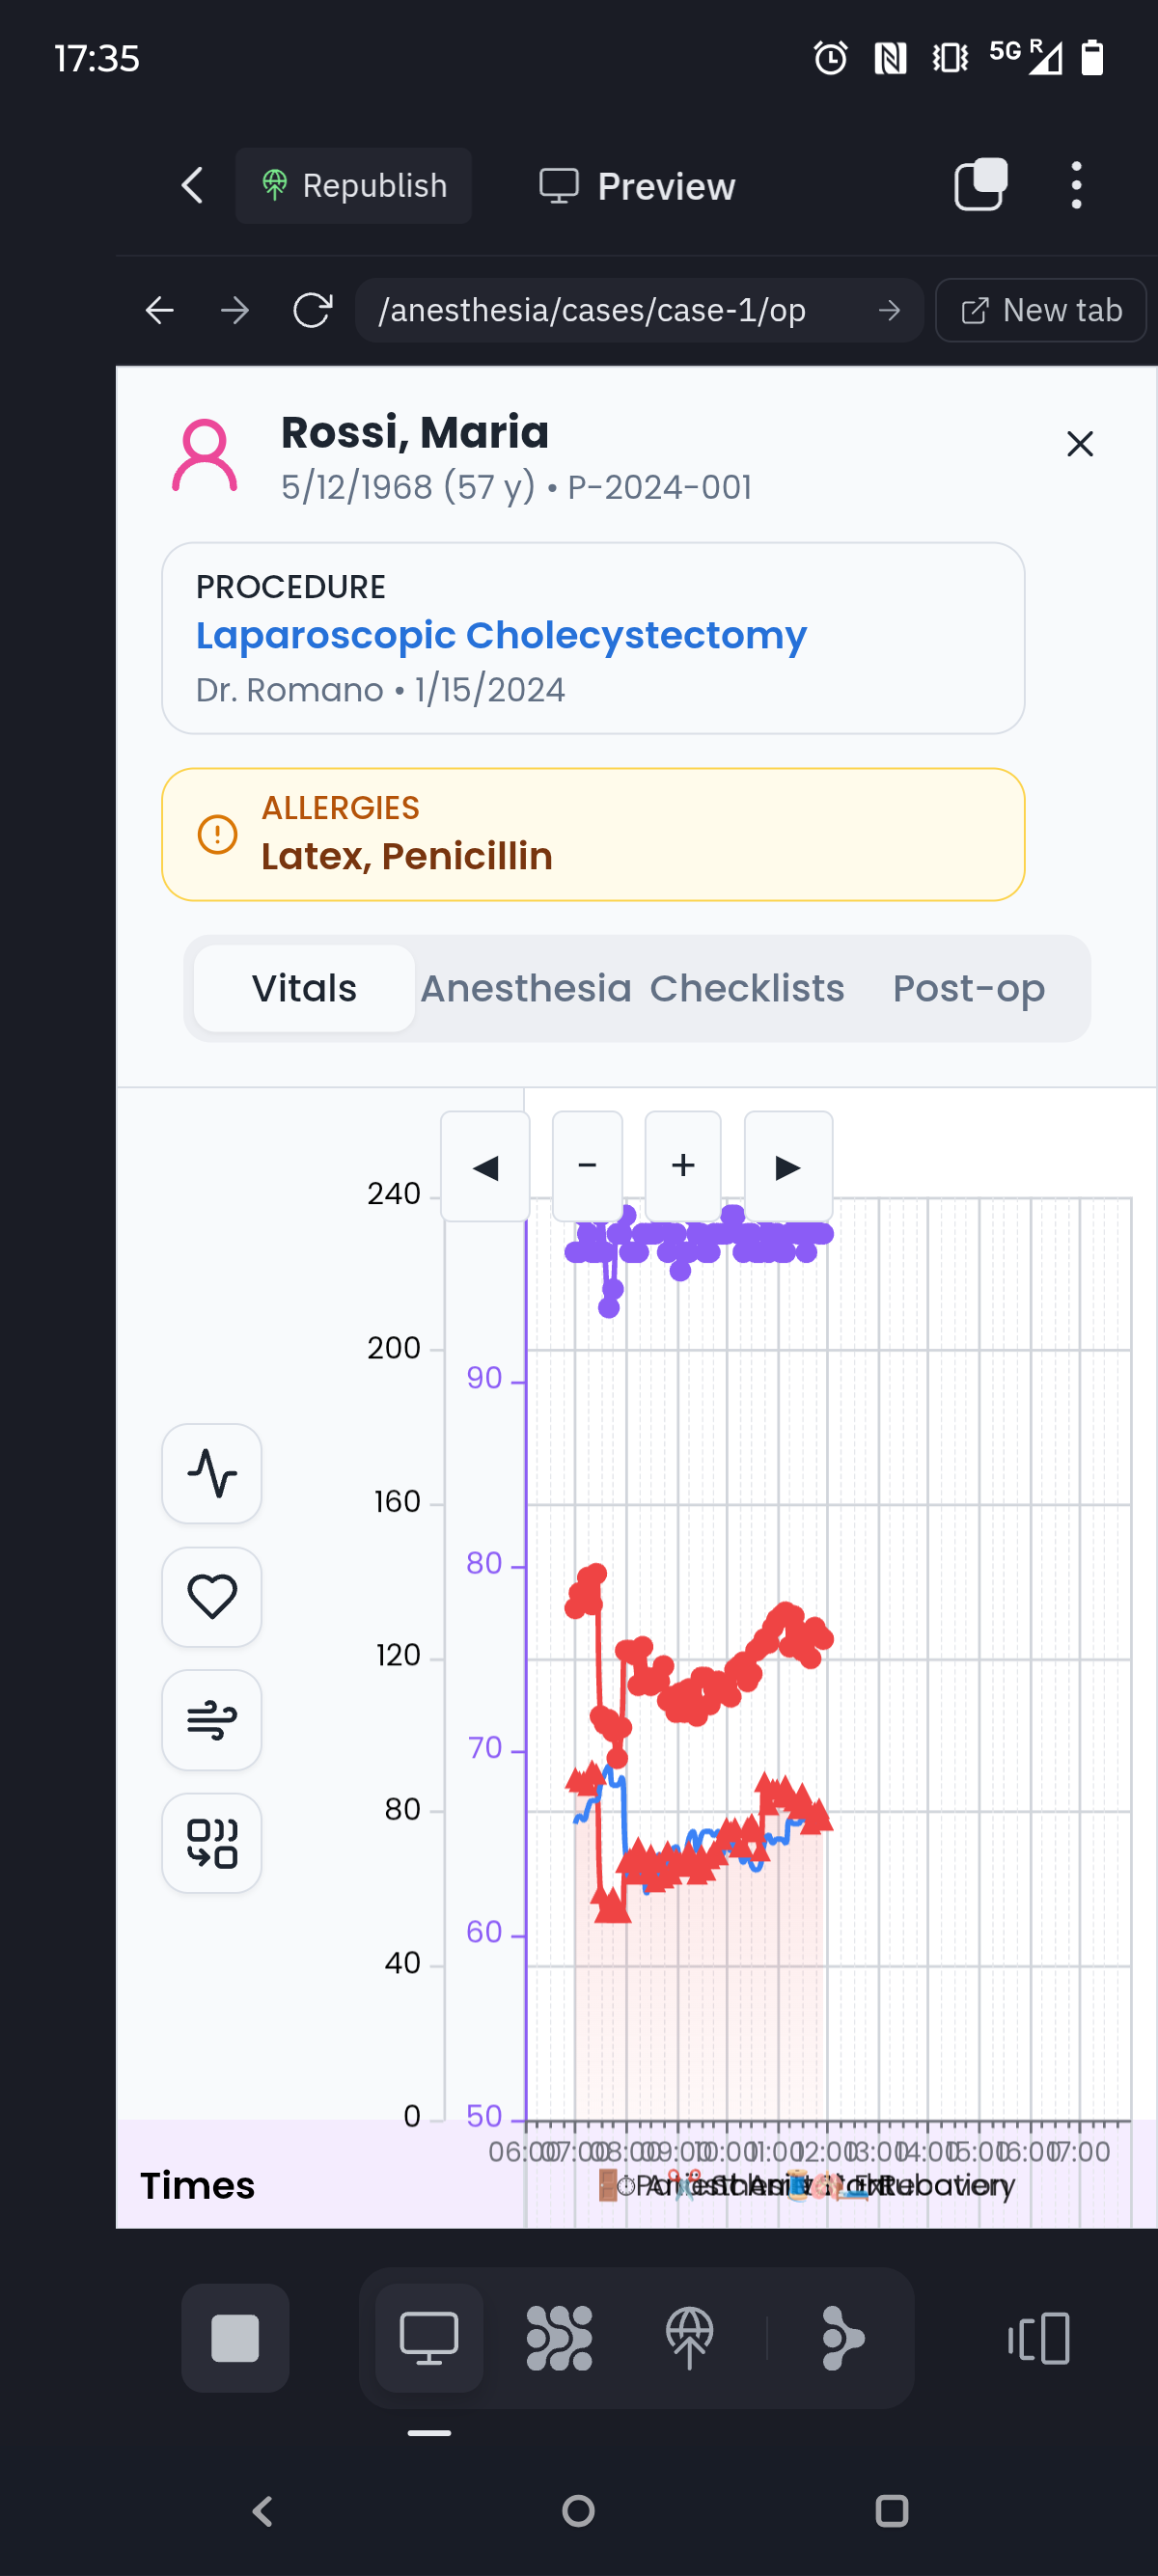 17:35
5G R
Republish
Preview
/anesthesia/cases/case-1/op
New tab
Rossi, Maria
5/12/1968 (57 y) • P-2024-001
PROCEDURE
Laparoscopic Cholecystectomy
Dr. Romano • 1/15/2024
ALLERGIES
Latex, Penicillin
Vitals
Anesthesia
Checklists
Post-op
◀ - + ▶
240
200
90
160
80
120
70
80
60
40
0
50
06:00 07:00 08:00 09:00 10:00 11:00 12:00 13:00 14:00 15:00 16:00 17:00
Times